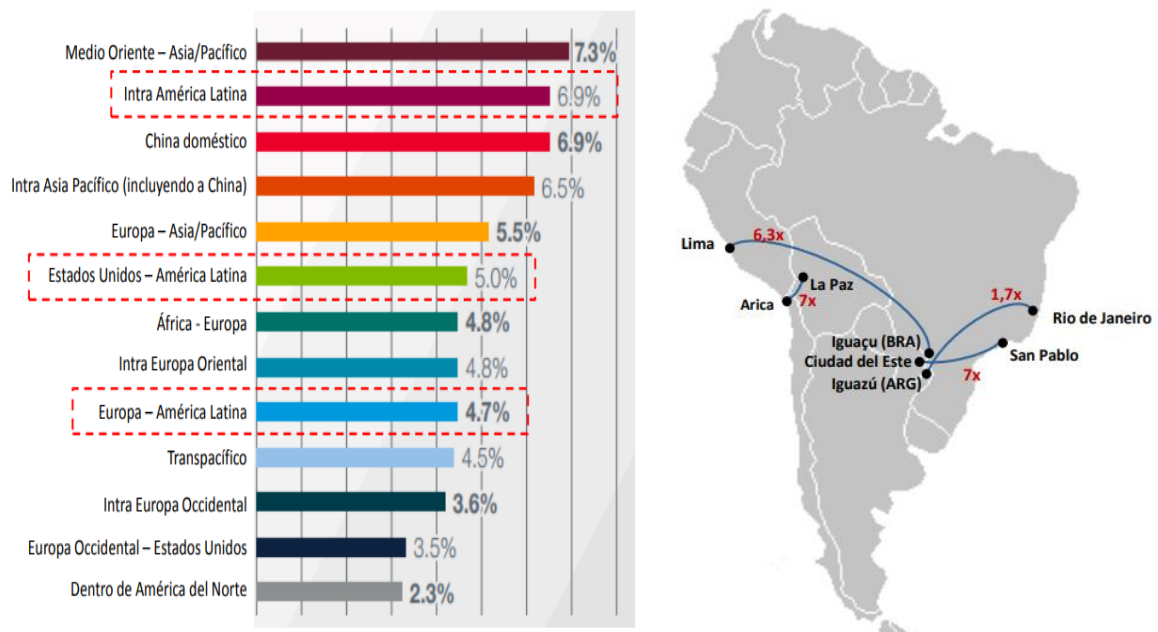 Medio Oriente – Asia/Pacífico 7.3%
Intra América Latina 6.9%
China doméstico 6.9%
Intra Asia Pacífico (incluyendo a China) 6.5%
Europa – Asia/Pacífico 5.5%
Estados Unidos – América Latina 5.0%
África - Europa 4.8%
Intra Europa Oriental 4.8%
Europa – América Latina 4.7%
Transpacífico 4.5%
Intra Europa Occidental 3.6%
Europa Occidental – Estados Unidos 3.5%
Dentro de América del Norte 2.3%
6,3x
Lima
La Paz
Arica 7x
1,7x
Rio de Janeiro
Iguaçu (BRA)
San Pablo
Ciudad del Este
7x
Iguazú (ARG)